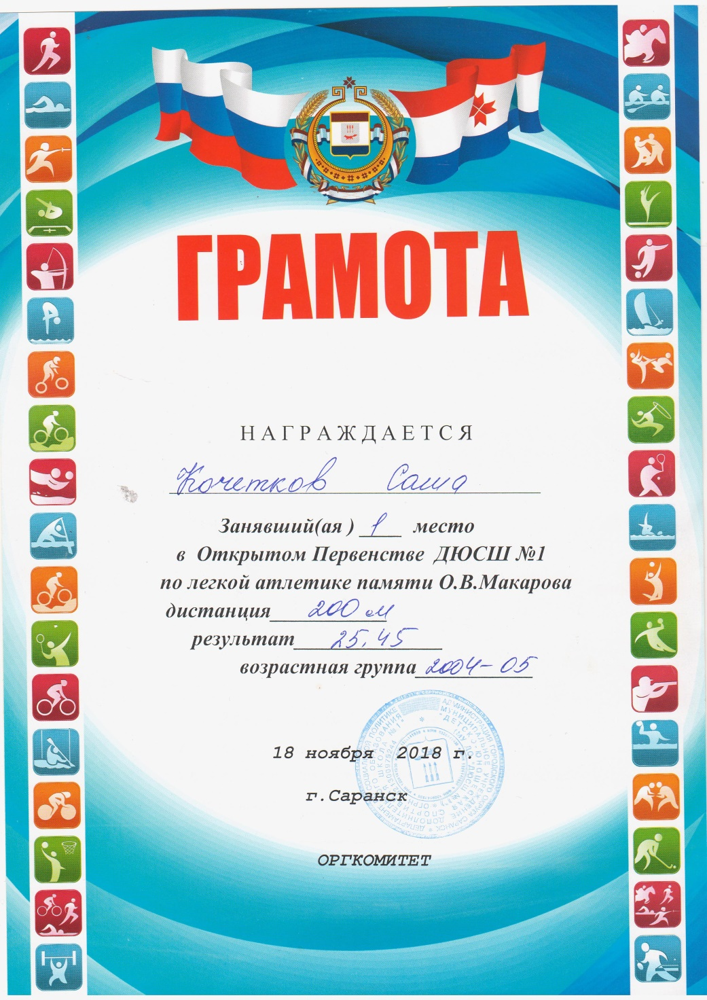 ГРАМОТА
НАГРАЖДАЕТСЯ
Кочетков Саша
Занявший(ая ) 1 место
в Открытом Первенстве ДЮСШ №1
по легкой атлетике памяти О.В.Макарова
дистанция 200 м
результат 25.45
возрастная группа 2004-05
18 ноября 2018 г.
г.Саранск
ОРГКОМИТЕТ